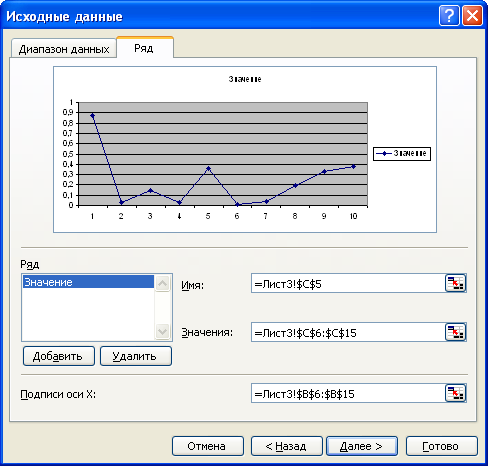 Исходные данные
Диапазон данных
Ряд
Значение
1
0,9
0,8
0,7
0,6
0,5
0,4
0,3
0,2
0,1
0
1 2 3 4 5 6 7 8 9 10
Значение
Ряд
Значение
Имя:
=Лист3!$C$5
Значения:
=Лист3!$C$6:$C$15
Добавить
Удалить
Подписи оси X:
=Лист3!$B$6:$B$15
Отмена
< Назад
Далее >
Готово